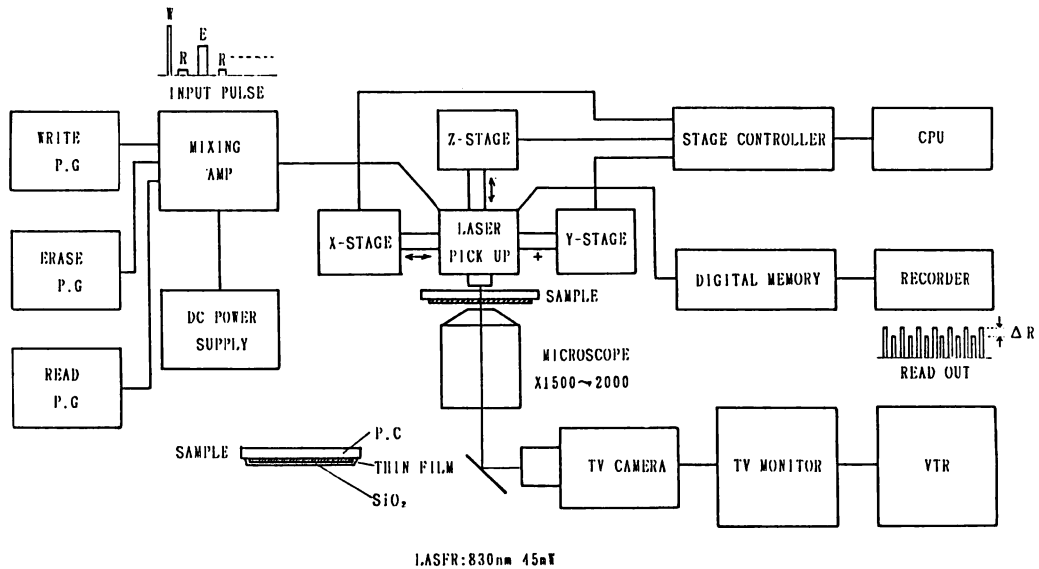 W
E
R R
INPUT PULSE
WRITE
P.G
MIXING
AMP
Z-STAGE
STAGE CONTROLLER
CPU
X-STAGE
LASER
PICK UP
Y-STAGE
ERASE
P.G
DC POWER
SUPPLY
SAMPLE
DIGITAL MEMORY
RECORDER
ΔR
READ OUT
READ
P.G
MICROSCOPE
X1500~2000
SAMPLE
P.C
THIN FILM
SiO₂
TV CAMERA
TV MONITOR
VTR
LASER:830nm 45mW